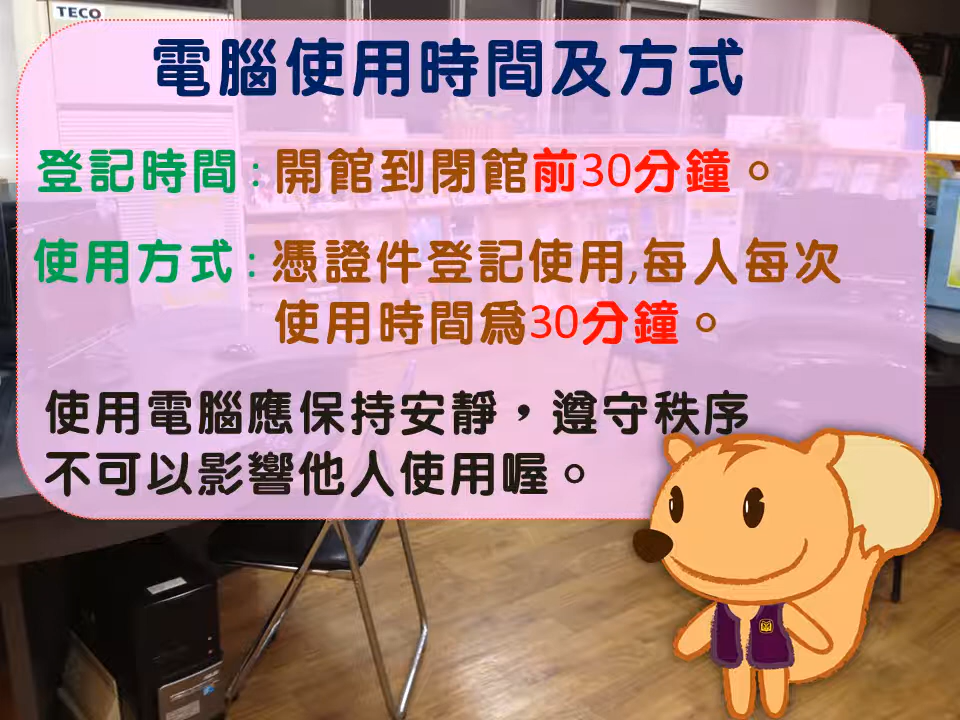 TECO
電腦使用時間及方式
登記時間:開館到閉館前30分鐘。
使用方式:憑證件登記使用,每人每次
使用時間為30分鐘。
使用電腦應保持安靜，遵守秩序
不可以影響他人使用喔。